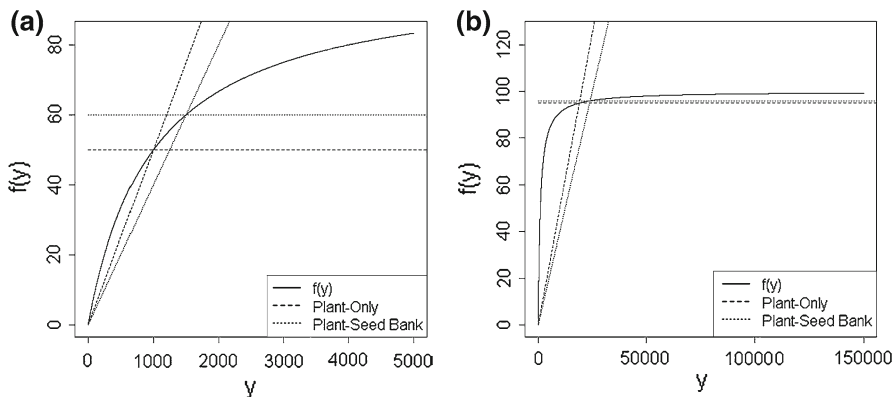 (a)
f(y)
80
60
40
20
0
f(y)
Plant-Only
Plant-Seed Bank
0 1000 2000 3000 4000 5000
y
(b)
f(y)
120
100
80
60
40
20
0
f(y)
Plant-Only
Plant-Seed Bank
0 50000 100000 150000
y